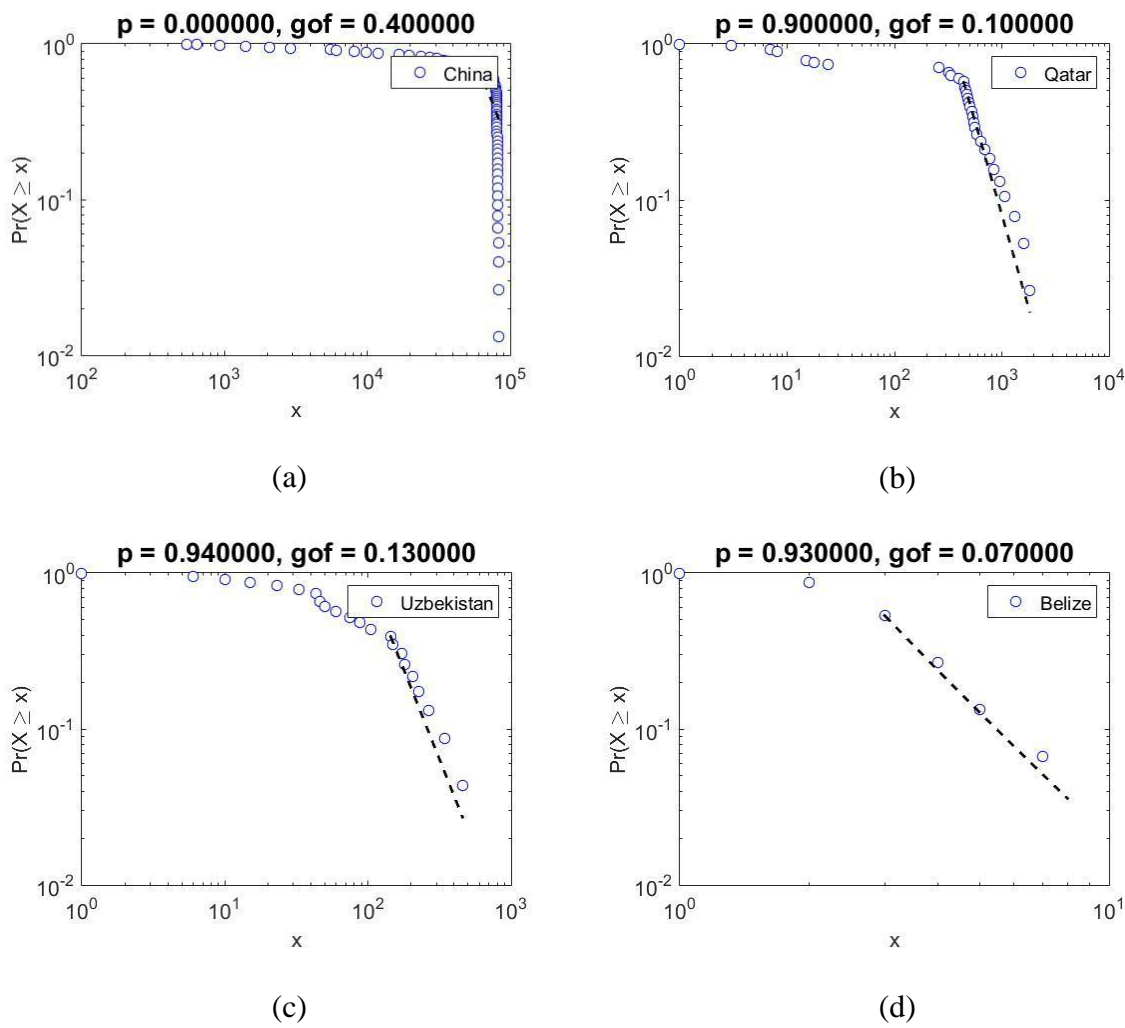 p = 0.000000, gof = 0.400000
China
Pr(X ≥ x)
10^0
10^-1
10^-2
10^2
10^3
10^4
10^5
x
(a)
p = 0.900000, gof = 0.100000
Qatar
Pr(X ≥ x)
10^0
10^-1
10^-2
10^0
10^1
10^2
10^3
10^4
x
(b)
p = 0.940000, gof = 0.130000
Uzbekistan
Pr(X ≥ x)
10^0
10^-1
10^-2
10^0
10^1
10^2
10^3
x
(c)
p = 0.930000, gof = 0.070000
Belize
Pr(X ≥ x)
10^0
10^-1
10^-2
10^0
10^1
x
(d)